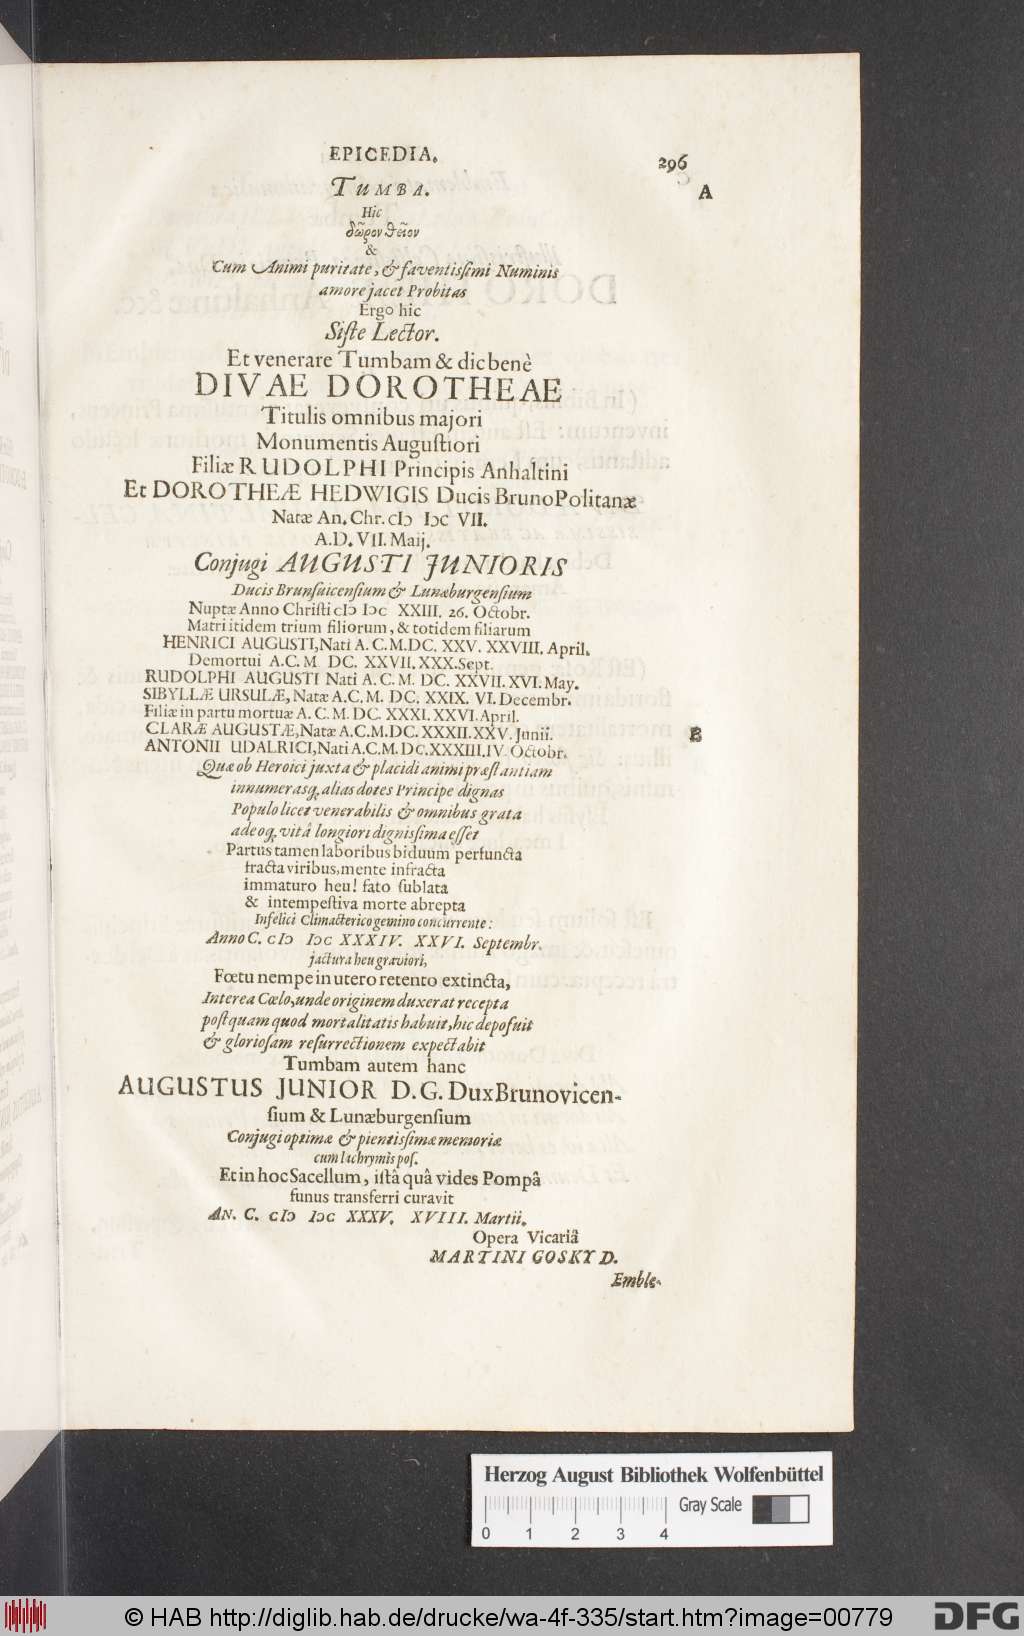 EPICEDIA.
296
A
TUMBA.
Hic
δῶρον θεῖον
&
Cum Animi puritate, & faventissimi Numinis
amore jacet Probitas
Ergo hic
Siſte Lector.
Et venerare Tumbam & dic benè
DIVAE DOROTHEAE
Titulis omnibus majori
Monumentis Auguſtiori
Filiæ RUDOLPHI Principis Anhaltini
Et DOROTHEÆ HEDWIGIS Ducis BrunoPolitanæ
Natæ An. Chr. cIↃ IↃc VII.
A.D. VII. Maij.
Conjugi AUGUSTI JUNIORIS
Ducis Brunſuicenſium & Lunæburgenſium
Nuptæ Anno Chriſti cIↃ IↃc XXIII. 26. Octobr.
Matri itidem trium filiorum, & totidem filiarum
HENRICI AUGUSTI, Nati A. C. M. DC. XXV. XXVIII. April.
Demortui A.C. M DC. XXVII. XXX. Sept.
RUDOLPHI AUGUSTI Nati A. C. M. DC. XXVII. XVI. May.
SIBYLLÆ URSULÆ, Natæ A.C.M. DC. XXIX. VI. Decembr.
Filiæ in partu mortuæ A. C. M. DC. XXXI. XXVI. April.
CLARÆ AUGUSTÆ, Natæ A.C.M.DC. XXXII. XXV. Junii.
B
ANTONII UDALRICI, Nati A.C.M.DC.XXXIII.IV. Octobr.
Quæ ob Heroici juxta & placidi animi præſtantiam
innumerasq, alias dotes Principe dignas
Populo licet venerabilis & omnibus grata
adeoq, vitâ longiori digniſſima eſſet
Partus tamen laboribus biduum perfuncta
fracta viribus, mente infracta
immaturo heu! fato ſublata
& intempeſtiva morte abrepta
Infelici Climacterico gemino concurrente:
Anno C. cIↃ IↃc XXXIV. XXVI. Septembr.
jactura heu graviori,
Fœtu nempe in utero retento extincta,
Interea Cœlo, unde originem duxerat recepta
poſtquam quod mortalitatis habuit, hic depoſuit
& glorioſam reſurrectionem expectabit
Tumbam autem hanc
AUGUSTUS JUNIOR D.G. Dux Brunovicen-
ſium & Lunæburgenſium
Conjugi optimæ & pientiſſimæ memoriæ
cum lachrymis poſ.
Et in hoc Sacellum, iſtâ quâ vides Pompâ
funus transferri curavit
AN. C. cIↃ IↃc XXXV. XVIII. Martii.
Opera Vicariâ
MARTINI GOSKY D.
Emble-
Herzog August Bibliothek Wolfenbüttel
Gray Scale
0 1 2 3 4
© HAB http://diglib.hab.de/drucke/wa-4f-335/start.htm?image=00779
DFG